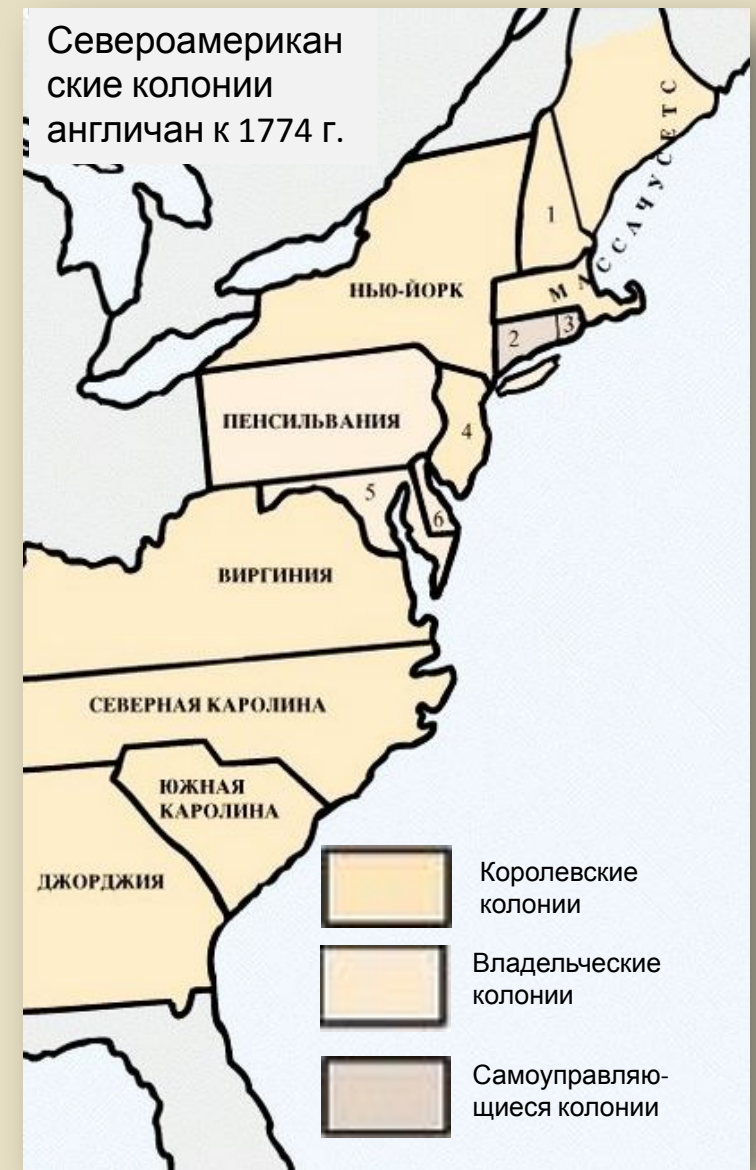 Североамерикан
ские колонии
англичан к 1774 г.
МАССАЧУСЕТС
1
НЬЮ-ЙОРК
2
3
ПЕНСИЛЬВАНИЯ
4
5
6
ВИРГИНИЯ
СЕВЕРНАЯ КАРОЛИНА
ЮЖНАЯ
КАРОЛИНА
ДЖОРДЖИЯ
Королевские
колонии
Владельческие
колонии
Самоуправляю-
щиеся колонии